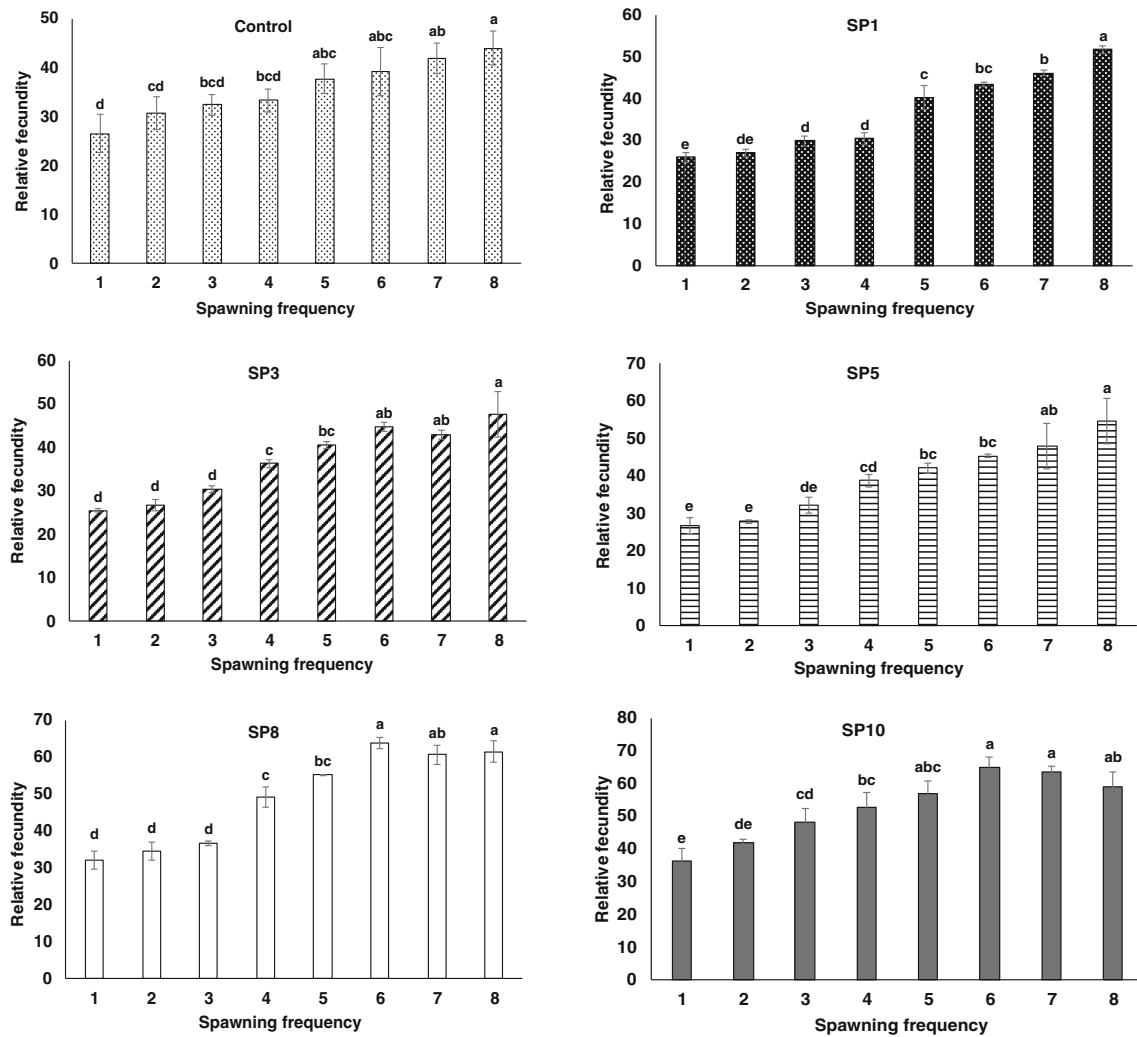 Control
Relative fecundity
50
40
30
20
10
0
d
cd
bcd
bcd
abc
abc
ab
a
1 2 3 4 5 6 7 8
Spawning frequency
SP1
Relative fecundity
60
50
40
30
20
10
0
e
de
d
d
c
bc
b
a
1 2 3 4 5 6 7 8
Spawning frequency
SP3
Relative fecundity
60
50
40
30
20
10
0
d
d
d
c
bc
ab
ab
a
1 2 3 4 5 6 7 8
Spawning frequency
SP5
Relative fecundity
70
60
50
40
30
20
10
0
e
e
de
cd
bc
bc
ab
a
1 2 3 4 5 6 7 8
Spawning frequency
SP8
Relative fecundity
70
60
50
40
30
20
10
0
d
d
d
c
bc
a
ab
a
1 2 3 4 5 6 7 8
Spawning frequency
SP10
Relative fecundity
80
70
60
50
40
30
20
10
0
e
de
cd
bc
abc
a
a
ab
1 2 3 4 5 6 7 8
Spawning frequency